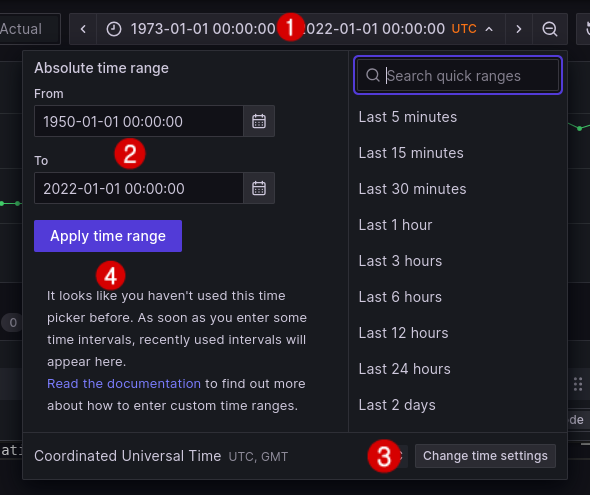 Actual
1973-01-01 00:00:00 1 2022-01-01 00:00:00 UTC
Absolute time range
From
1950-01-01 00:00:00
2
To
2022-01-01 00:00:00
Apply time range
4
It looks like you haven't used this time
picker before. As soon as you enter some
time intervals, recently used intervals will
appear here.
Read the documentation to find out more
about how to enter custom time ranges.
Search quick ranges
Last 5 minutes
Last 15 minutes
Last 30 minutes
Last 1 hour
Last 3 hours
Last 6 hours
Last 12 hours
Last 24 hours
Last 2 days
0
Coordinated Universal Time UTC, GMT
3 C Change time settings
de
ati